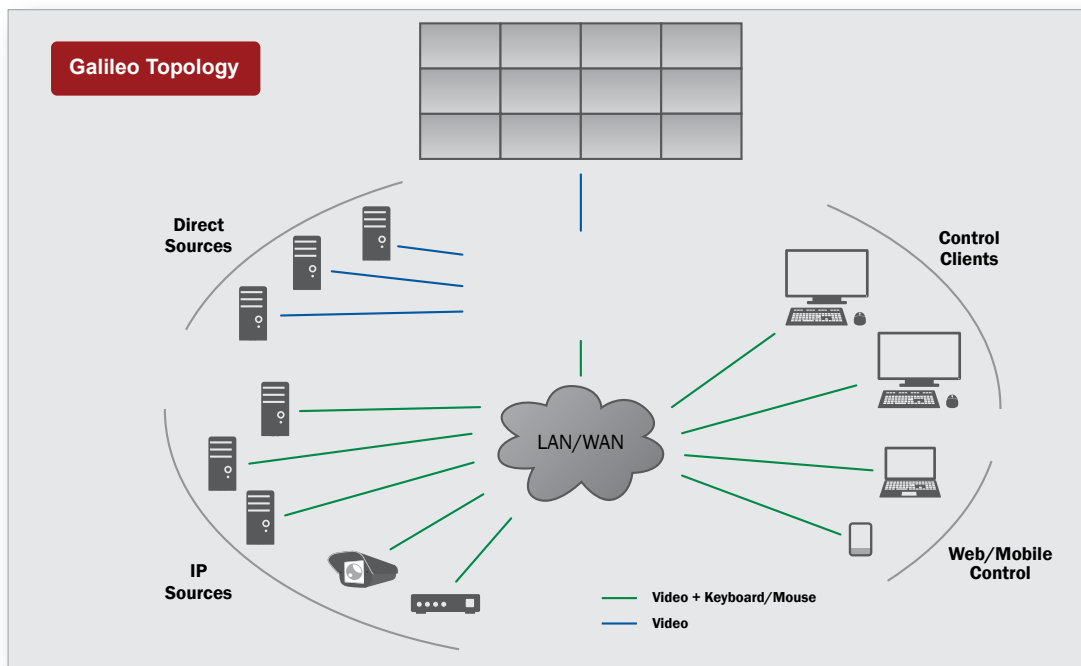 Galileo Topology
Direct
Sources
Control
Clients
LAN/WAN
IP
Sources
Web/Mobile
Control
Video + Keyboard/Mouse
Video